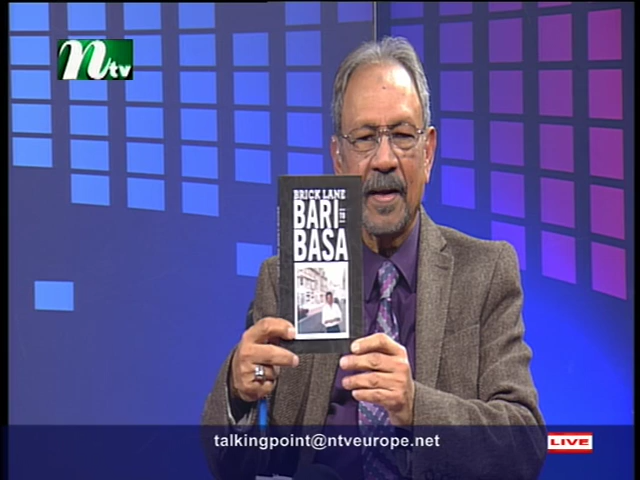 ntv
BRICK LANE
BARI
TO
BASA
talkingpoint@ntveurope.net
LIVE